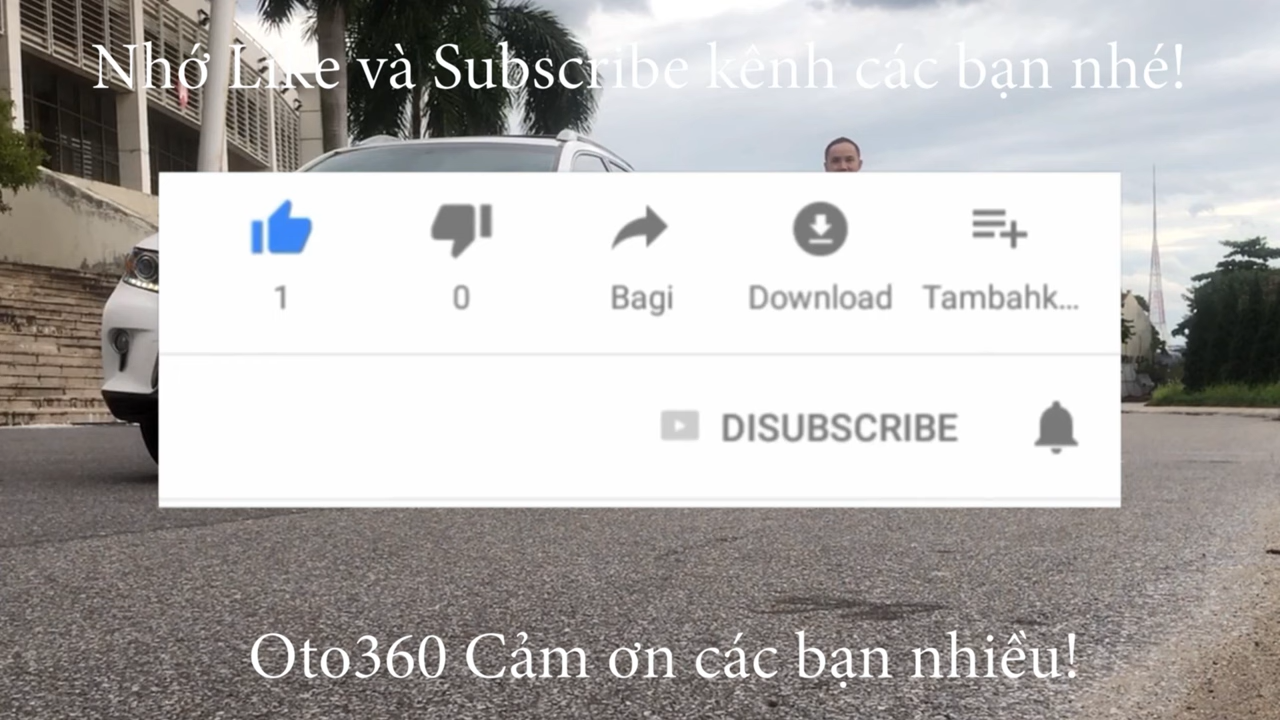 Nhớ Like và Subscribe kênh các bạn nhé!
1 0 Bagi Download Tambahk...
DISUBSCRIBE
Oto360 Cảm ơn các bạn nhiều!